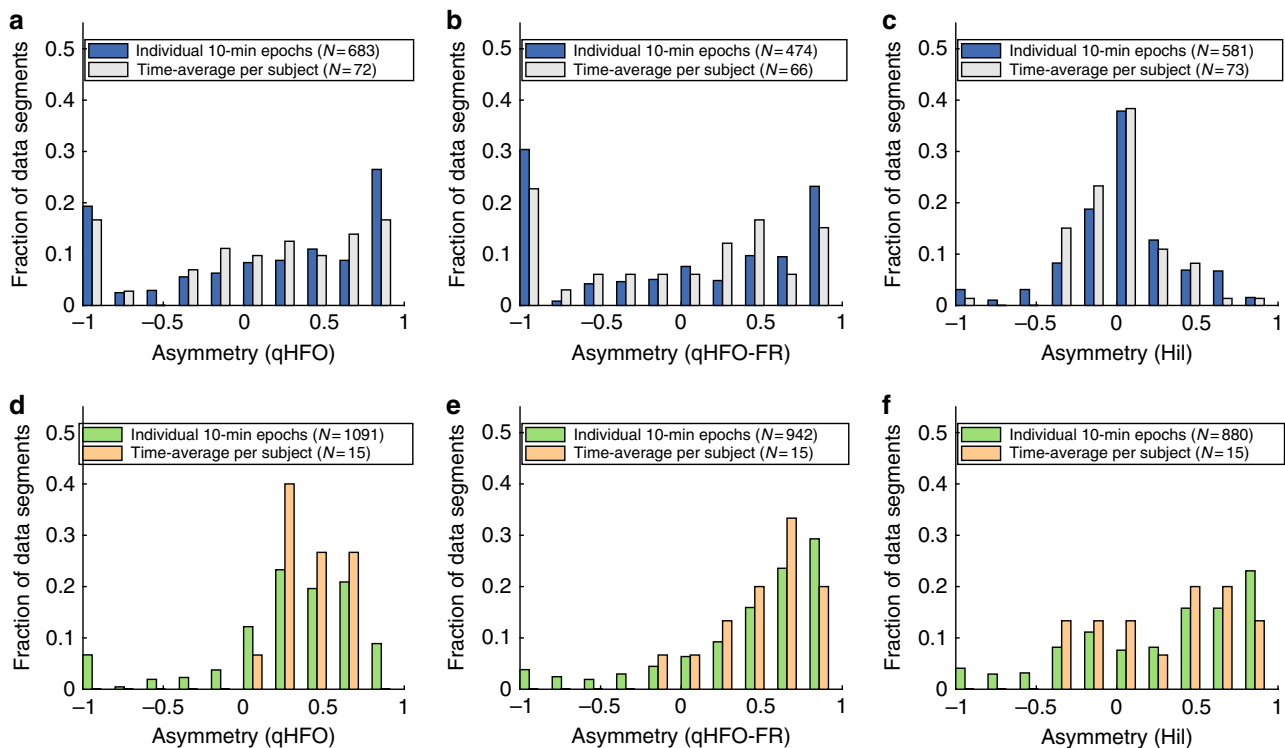 a
0.5
0.4
0.3
0.2
0.1
0
Fraction of data segments
Individual 10-min epochs (N=683)
Time-average per subject (N=72)
−1
−0.5
0
0.5
1
Asymmetry (qHFO)
b
0.5
0.4
0.3
0.2
0.1
0
Fraction of data segments
Individual 10-min epochs (N=474)
Time-average per subject (N=66)
−1
−0.5
0
0.5
1
Asymmetry (qHFO-FR)
c
0.5
0.4
0.3
0.2
0.1
0
Fraction of data segments
Individual 10-min epochs (N=581)
Time-average per subject (N=73)
−1
−0.5
0
0.5
1
Asymmetry (Hil)
d
0.5
0.4
0.3
0.2
0.1
0
Fraction of data segments
Individual 10-min epochs (N=1091)
Time-average per subject (N=15)
−1
−0.5
0
0.5
1
Asymmetry (qHFO)
e
0.5
0.4
0.3
0.2
0.1
0
Fraction of data segments
Individual 10-min epochs (N=942)
Time-average per subject (N=15)
−1
−0.5
0
0.5
1
Asymmetry (qHFO-FR)
f
0.5
0.4
0.3
0.2
0.1
0
Fraction of data segments
Individual 10-min epochs (N=880)
Time-average per subject (N=15)
−1
−0.5
0
0.5
1
Asymmetry (Hil)